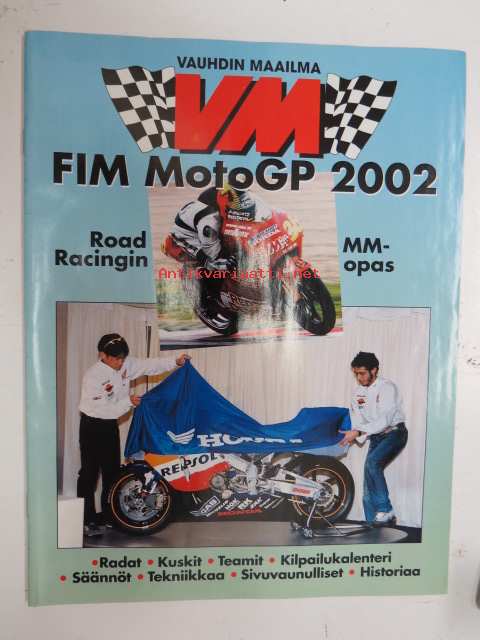 VAUHDIN MAAILMA
VM
FIM MotoGP 2002
Road
Racingin
MM-
opas
Antikvariaatti.net
HONDA
REPSOL
HONDA
•Radat •Kuskit •Teamit •Kilpailukalenteri
•Säännöt •Tekniikkaa •Sivuvaunulliset •Historiaa